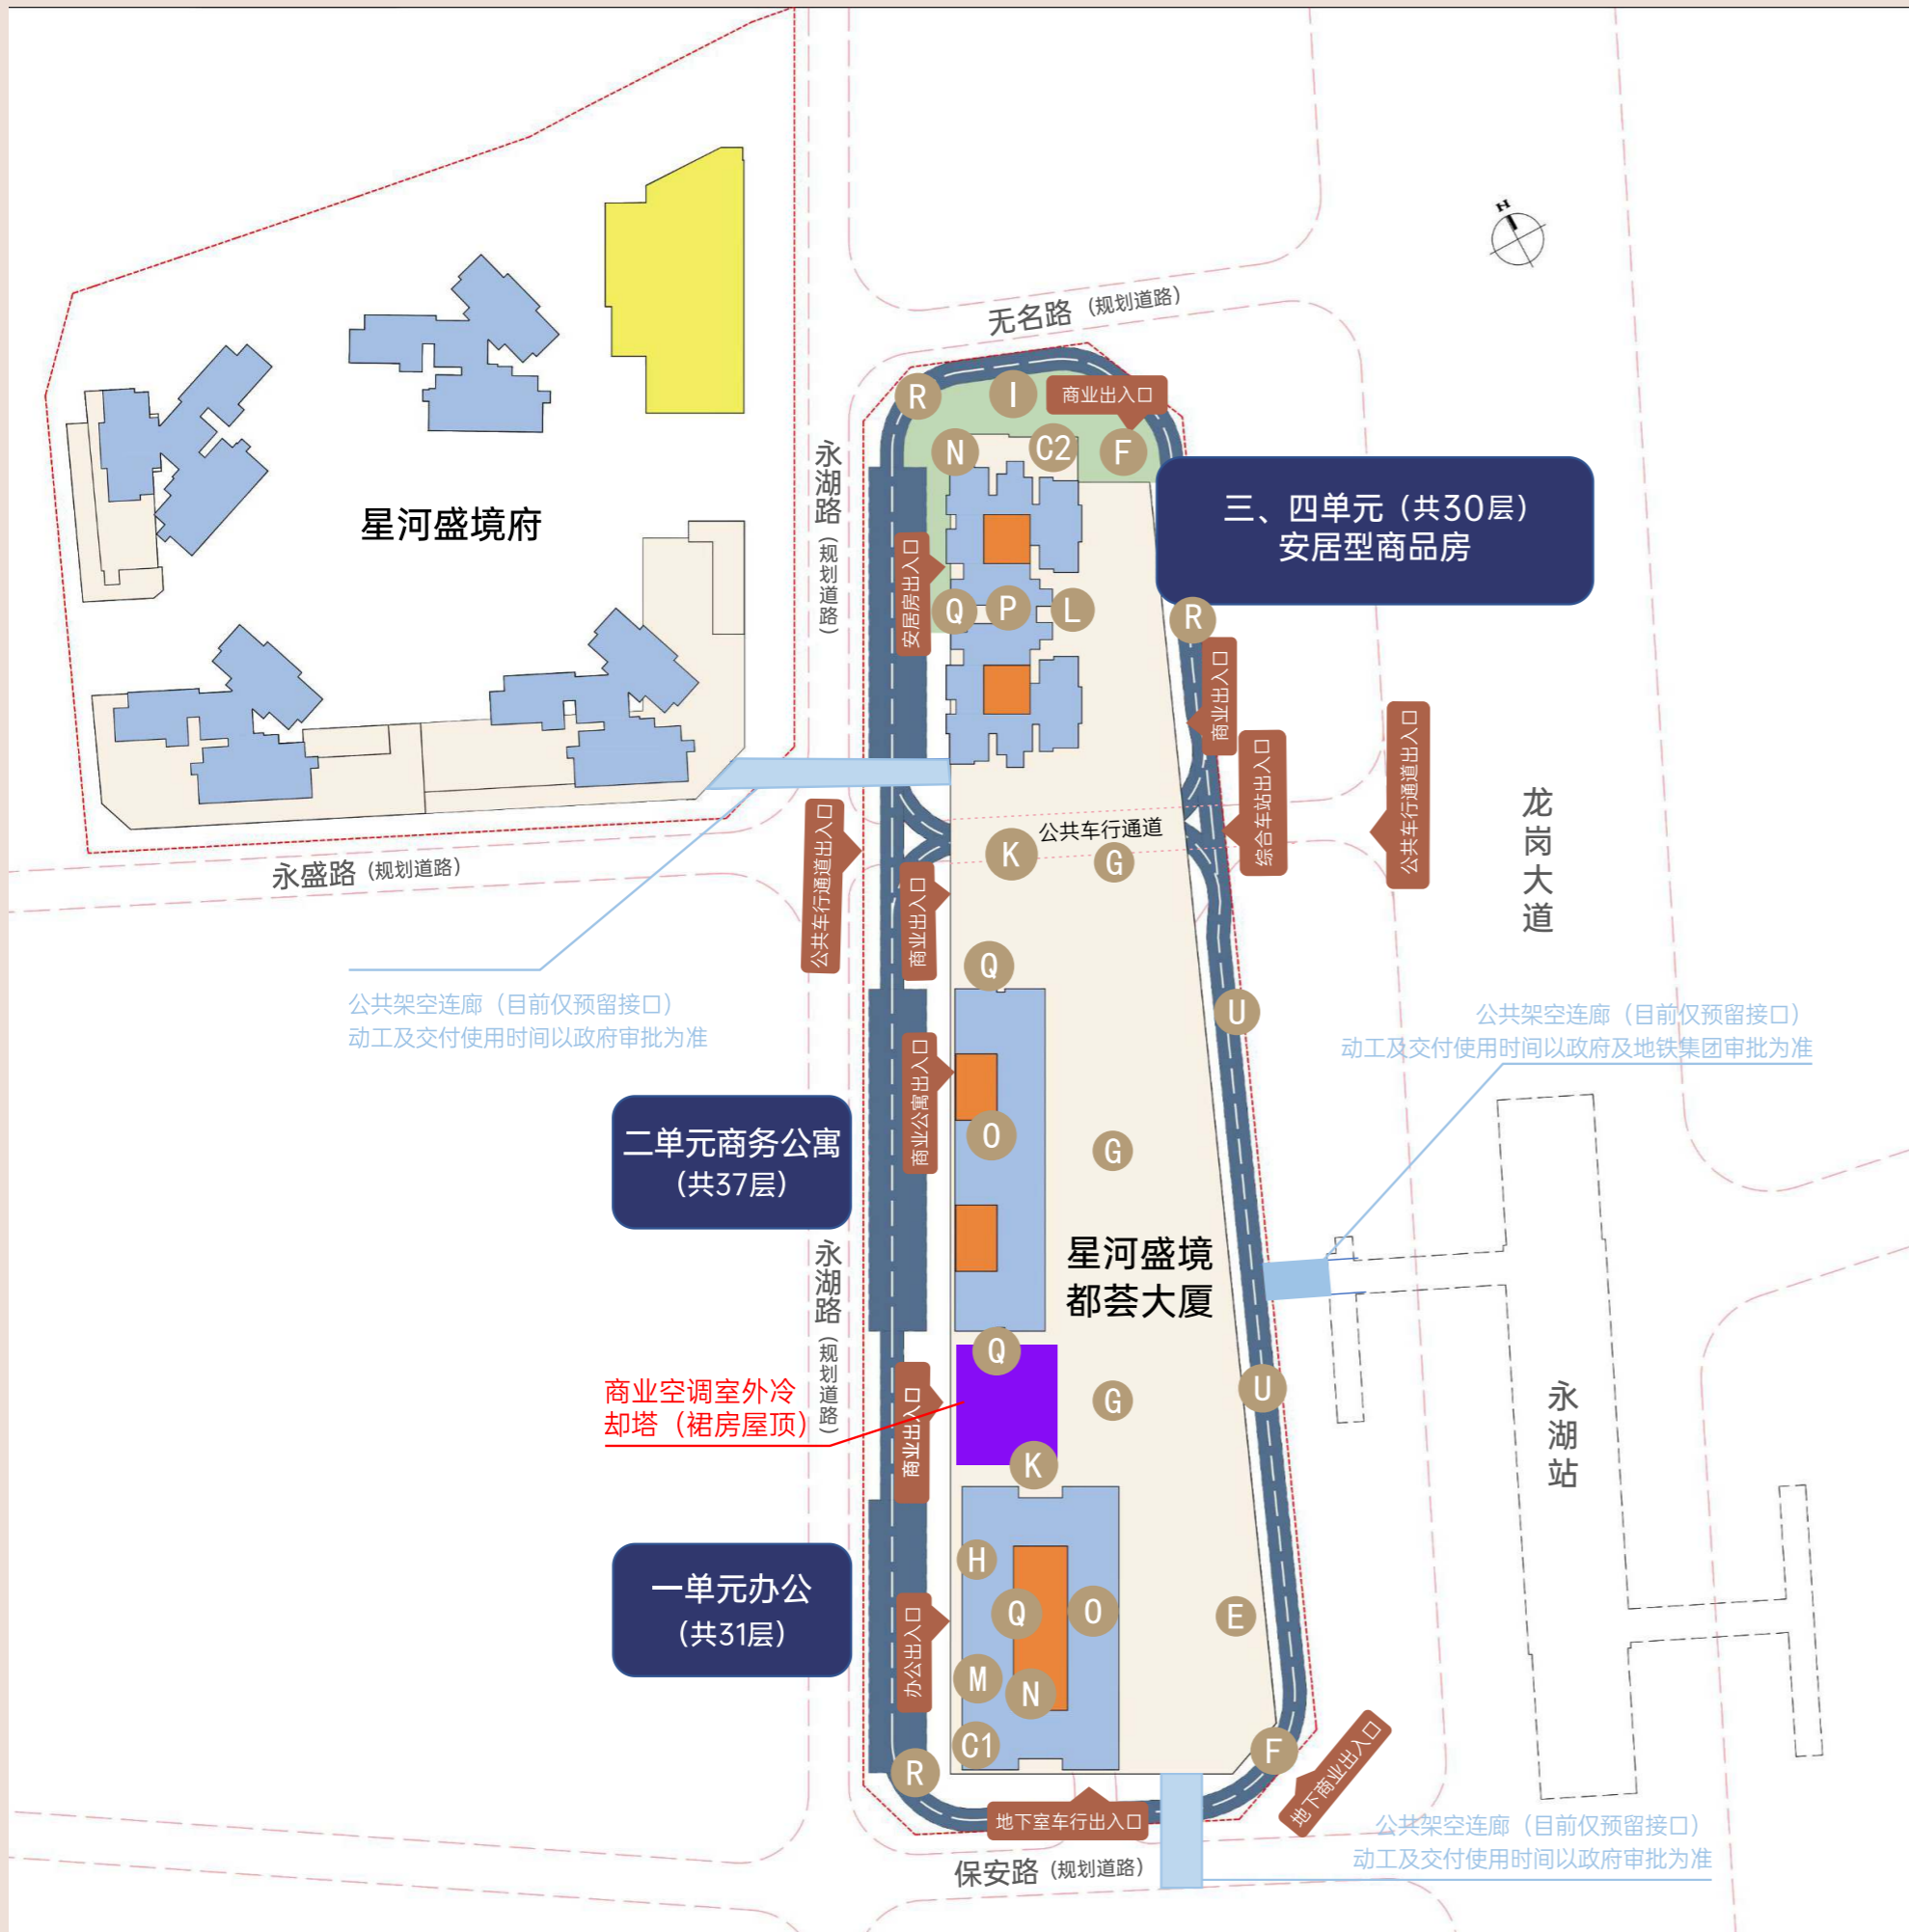 N
无名路（规划道路）
R
I
商业出入口
N
C2
F
永湖路（规划道路）
三、四单元（共30层）
安居型商品房
星河盛境府
安居房出入口
Q
P
L
R
商业出入口
综合车站出入口
公共车行通道出入口
龙岗大道
公共车行通道出入口
公共车行通道
K
G
永盛路（规划道路）
商业出入口
Q
公共架空连廊（目前仅预留接口）
动工及交付使用时间以政府审批为准
U
公共架空连廊（目前仅预留接口）
动工及交付使用时间以政府及地铁集团审批为准
商业公寓出入口
二单元商务公寓
（共37层）
O
G
星河盛境
都荟大厦
永湖路（规划道路）
Q
商业空调室外冷
却塔（裙房屋顶）
商业出入口
G
U
K
永湖站
一单元办公
（共31层）
H
Q
O
E
办公出入口
M
N
C1
R
F
地下商业出入口
地下室车行出入口
公共架空连廊（目前仅预留接口）
动工及交付使用时间以政府审批为准
保安路（规划道路）